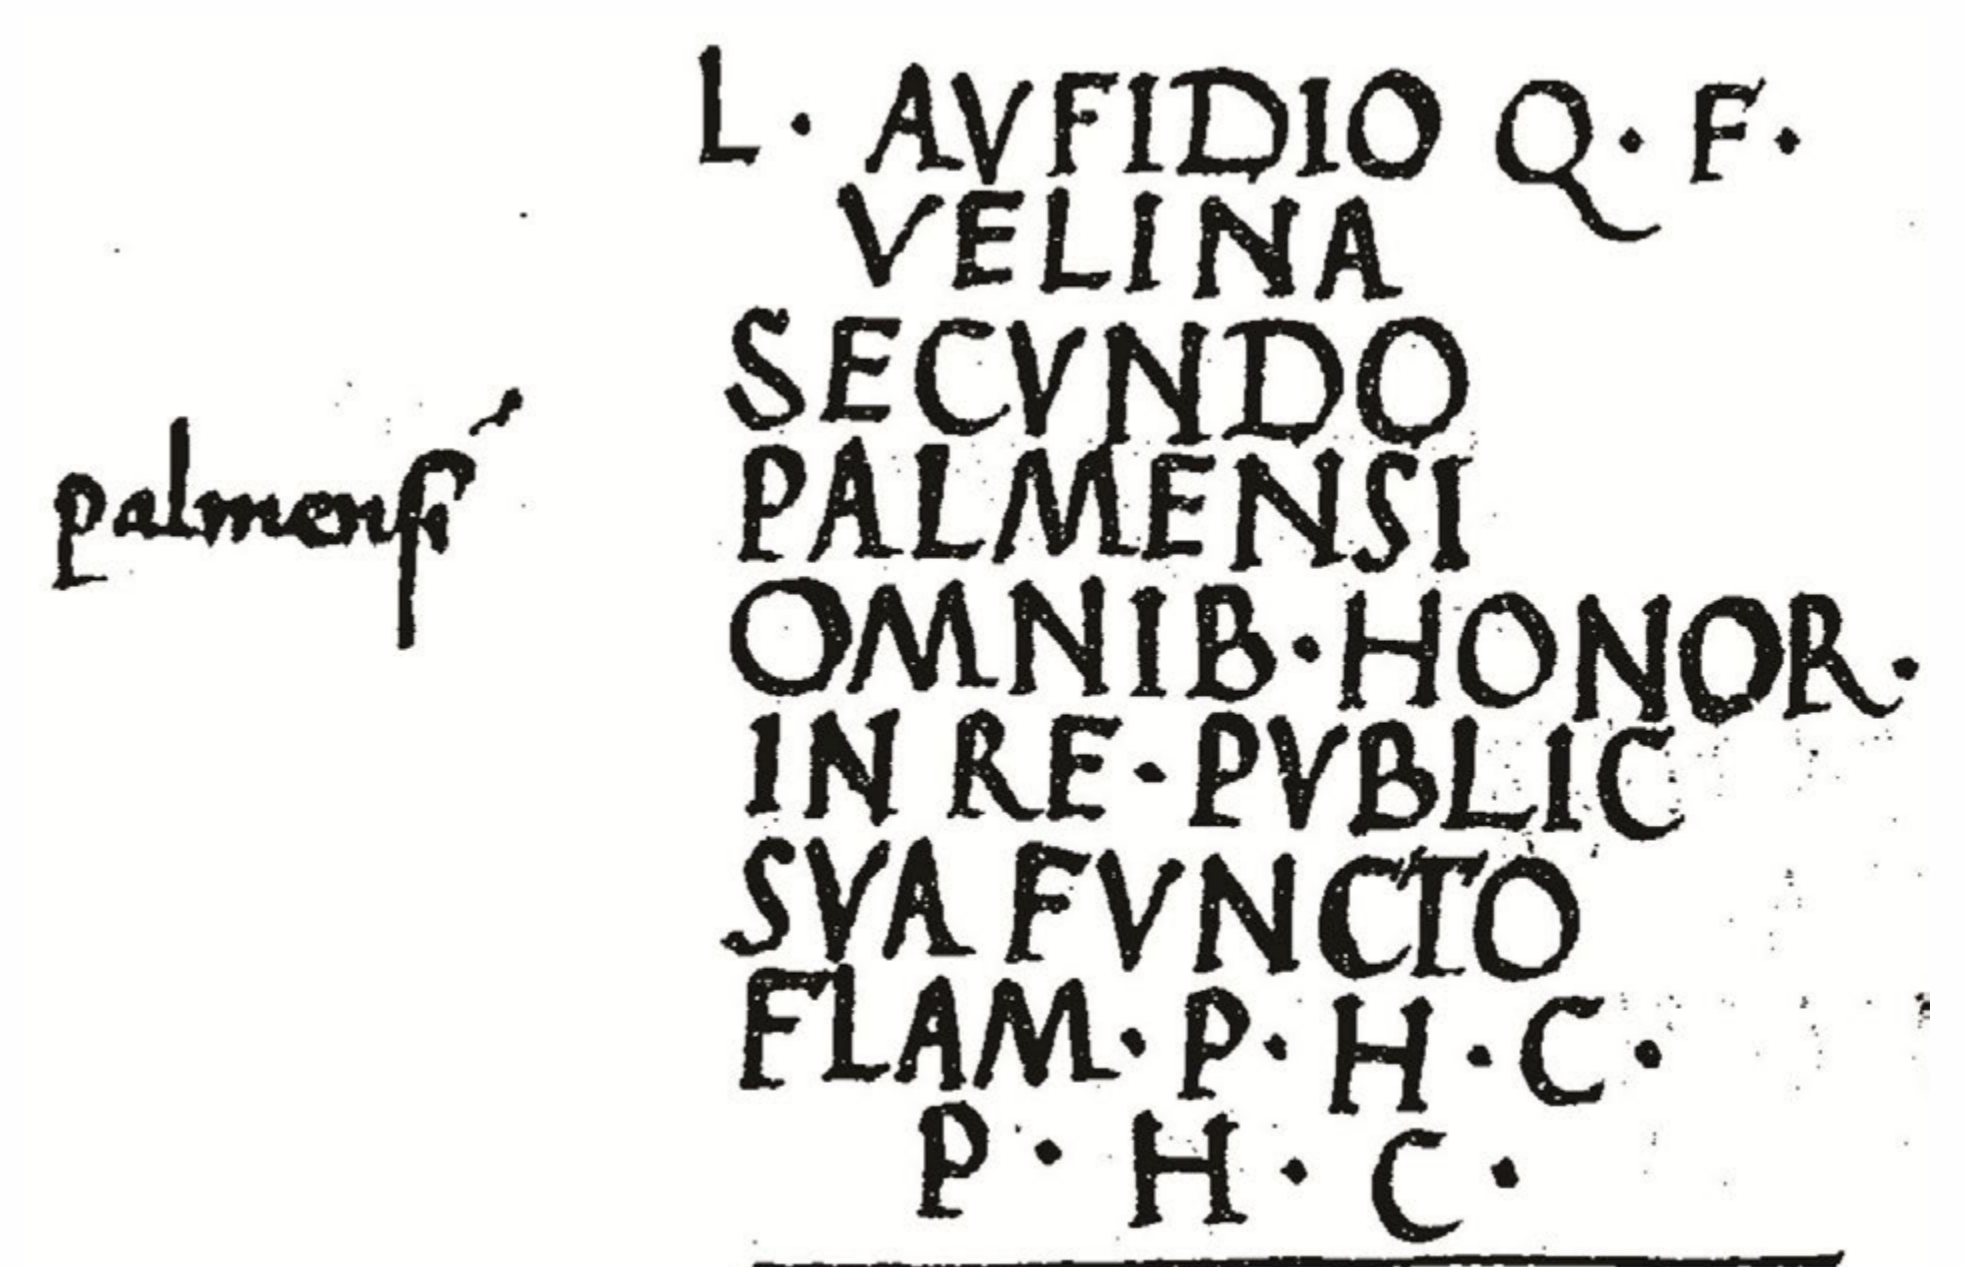 L · AVFIDIO Q · F ·
VELINA
SECVNDO
palmensi
PALMENSI
OMNIB · HONOR ·
IN RE · PVBLIC
SVA FVNCTO
FLAM · P · H · C ·
P · H · C ·